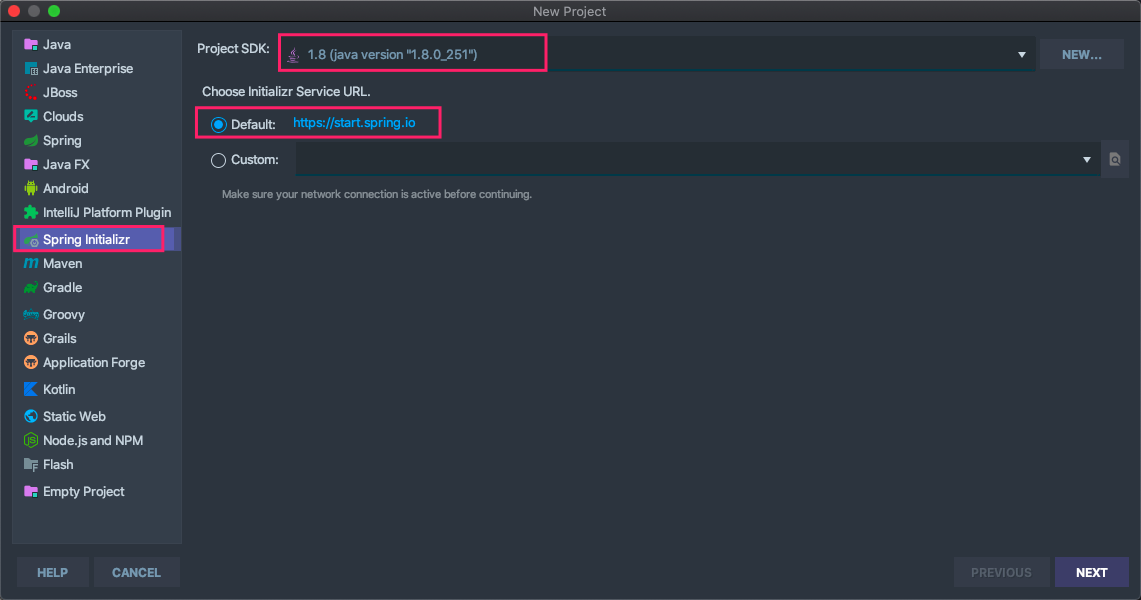 New Project
Java
Java Enterprise
JBoss
Clouds
Spring
Java FX
Android
IntelliJ Platform Plugin
Spring Initializr
Maven
Gradle
Groovy
Grails
Application Forge
Kotlin
Static Web
Node.js and NPM
Flash
Empty Project
Project SDK: 1.8 (java version "1.8.0_251") NEW...
Choose Initializr Service URL.
Default: https://start.spring.io
Custom:
Make sure your network connection is active before continuing.
HELP CANCEL PREVIOUS NEXT